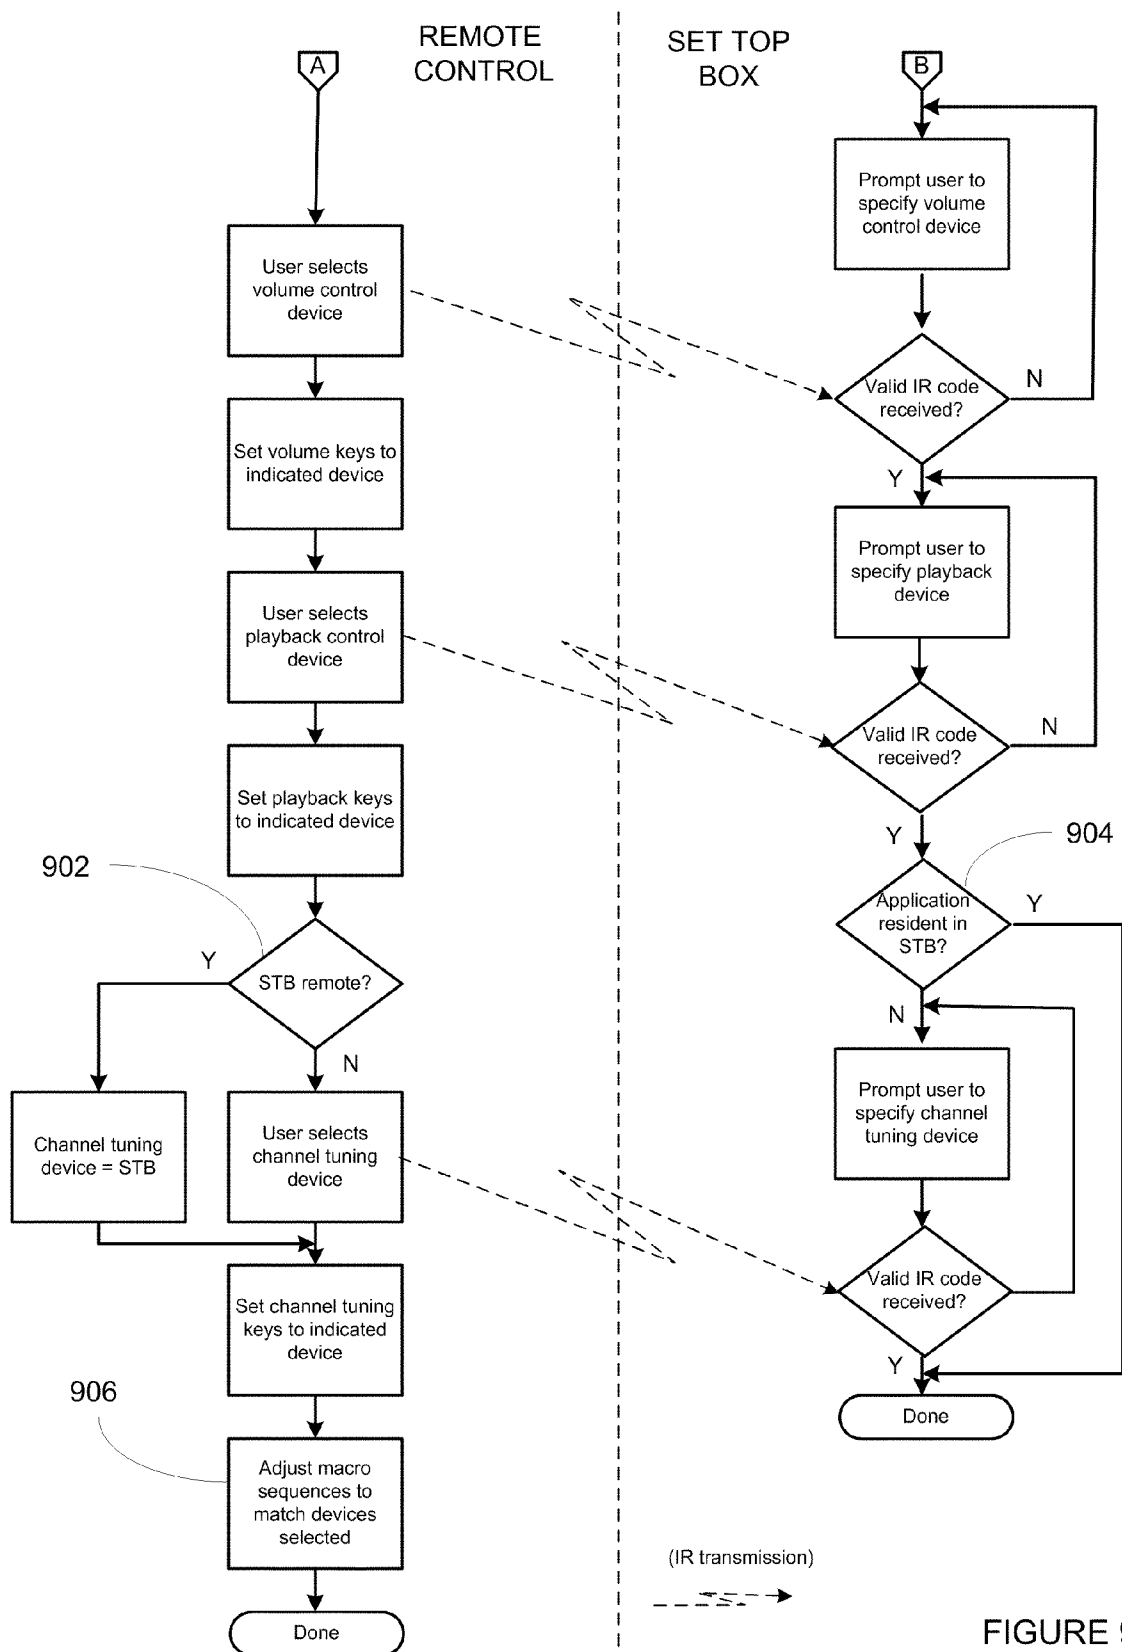 REMOTE
CONTROL
SET TOP
BOX
A
User selects
volume control
device
Set volume keys to
indicated device
User selects
playback control
device
Set playback keys
to indicated device
902
STB remote?
Y
N
Channel tuning
device = STB
User selects
channel tuning
device
Set channel tuning
keys to indicated
device
906
Adjust macro
sequences to
match devices
selected
Done
B
Prompt user to
specify volume
control device
Valid IR code
received?
N
Y
Prompt user to
specify playback
device
Valid IR code
received?
N
Y
904
Application
resident in
STB?
Y
N
Prompt user to
specify channel
tuning device
Valid IR code
received?
Y
Done
(IR transmission)
FIGURE 9